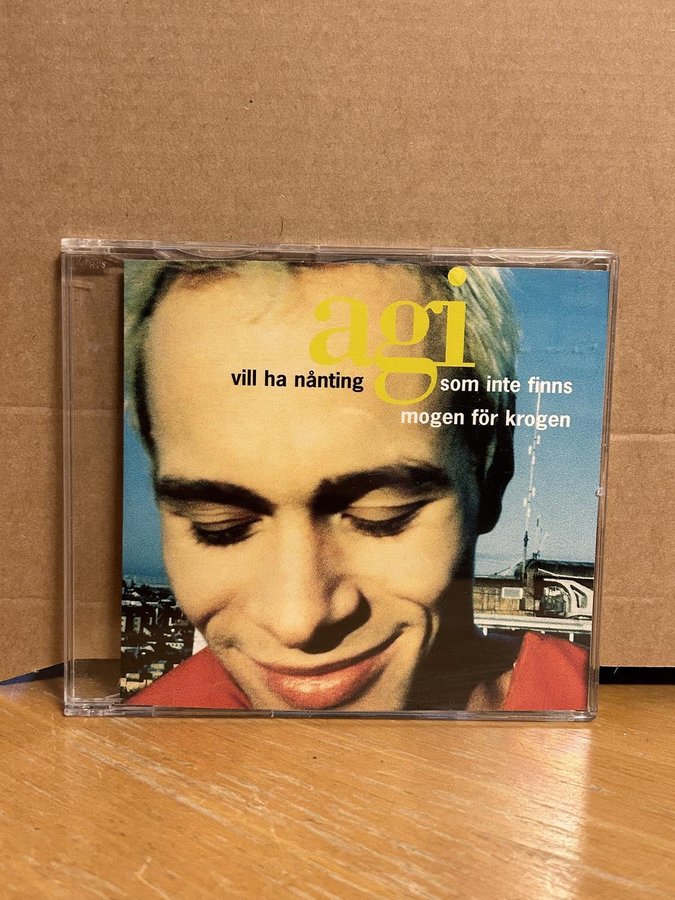 agi
vill ha nånting som inte finns
mogen för krogen